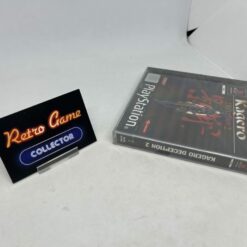 Retro Game
COLLECTOR
PlayStation
Kagero
KAGERO DECEPTION 2